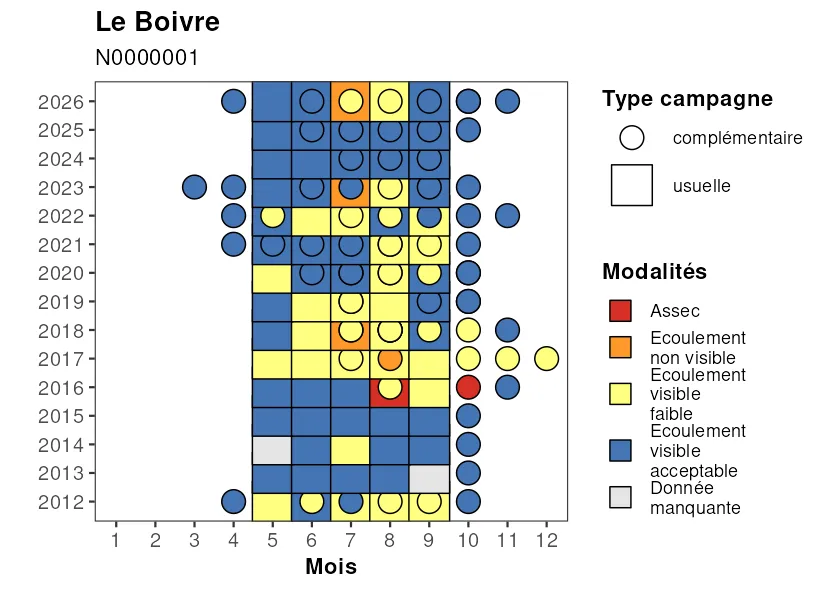 Le Boivre
N0000001
2026
2025
2024
2023
2022
2021
2020
2019
2018
2017
2016
2015
2014
2013
2012
1 2 3 4 5 6 7 8 9 10 11 12
Mois
Type campagne
complémentaire
usuelle
Modalités
Assec
Ecoulement
non visible
Ecoulement
visible
faible
Ecoulement
visible
acceptable
Donnée
manquante